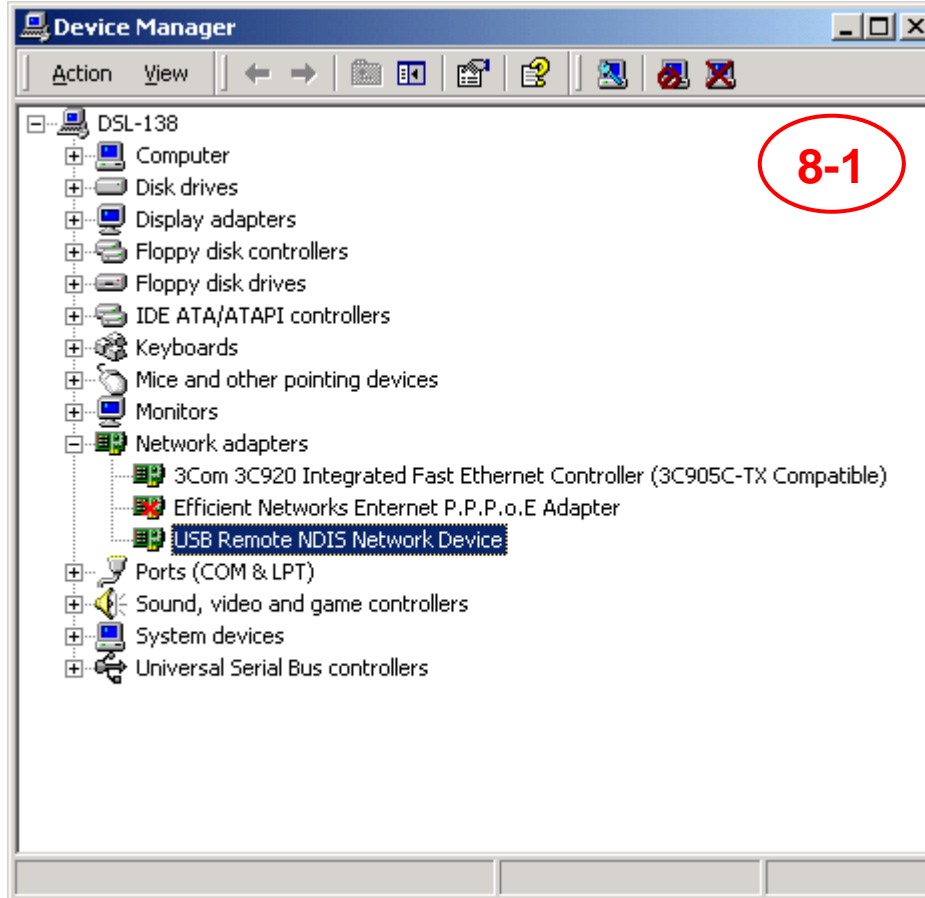 Device Manager
Action View
DSL-138
8-1
Computer
Disk drives
Display adapters
Floppy disk controllers
Floppy disk drives
IDE ATA/ATAPI controllers
Keyboards
Mice and other pointing devices
Monitors
Network adapters
3Com 3C920 Integrated Fast Ethernet Controller (3C905C-TX Compatible)
Efficient Networks Enternet P.P.P.o.E Adapter
USB Remote NDIS Network Device
Ports (COM & LPT)
Sound, video and game controllers
System devices
Universal Serial Bus controllers